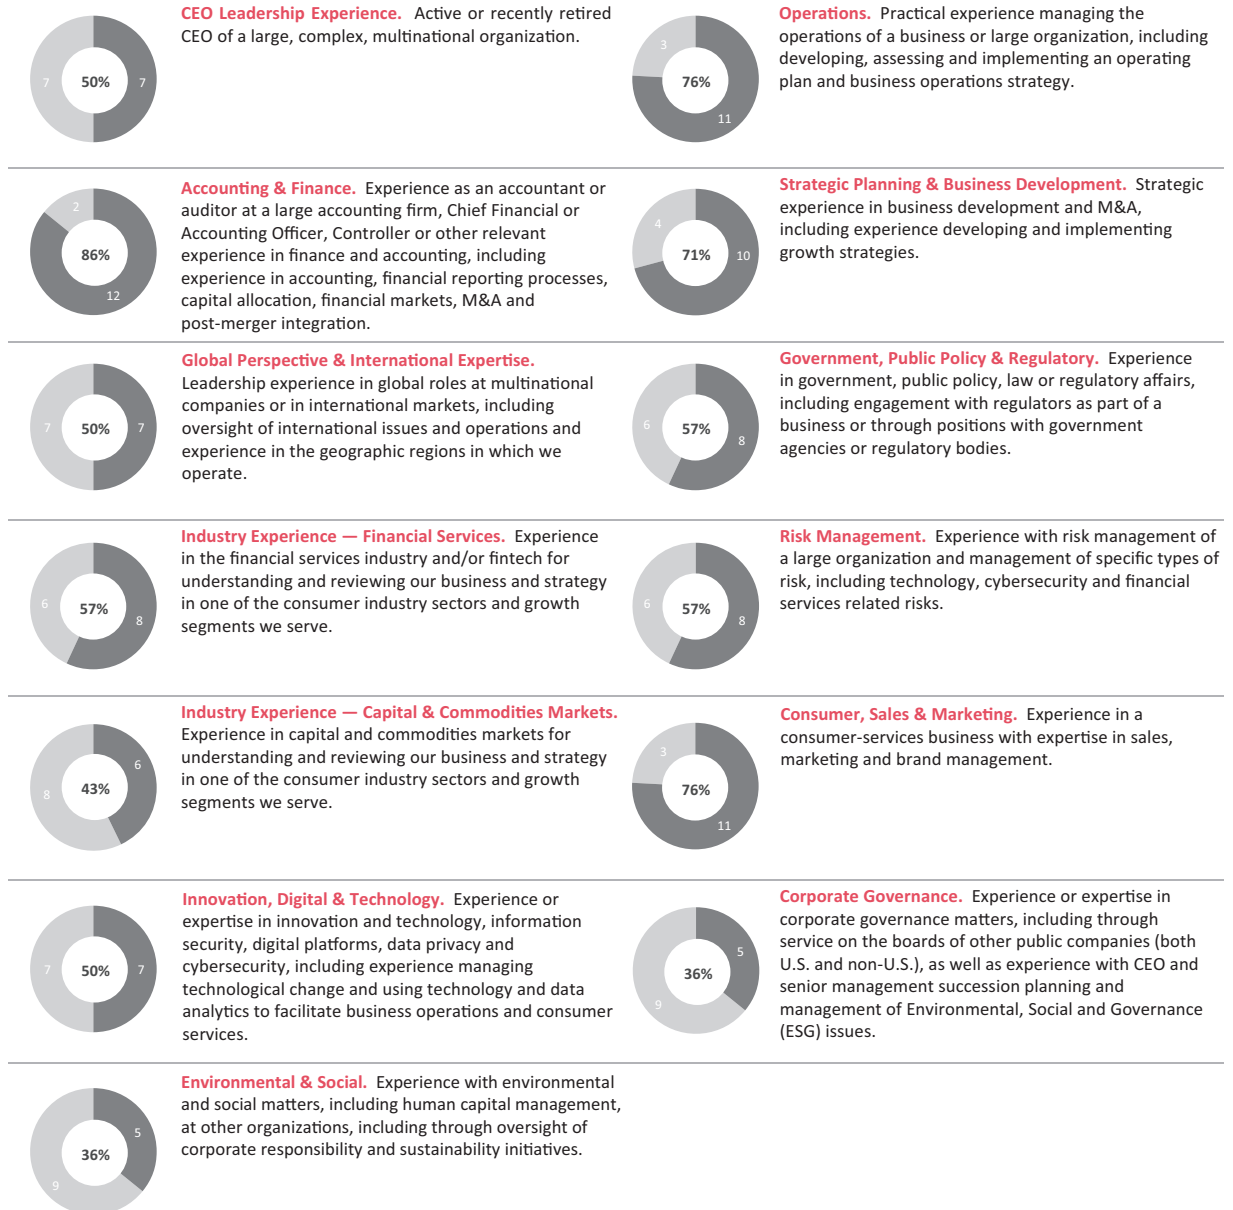 CEO Leadership Experience. Active or recently retired
CEO of a large, complex, multinational organization.
7
50%
7
Operations. Practical experience managing the
operations of a business or large organization, including
developing, assessing and implementing an operating
plan and business operations strategy.
3
76%
11
Accounting & Finance. Experience as an accountant or
auditor at a large accounting firm, Chief Financial or
Accounting Officer, Controller or other relevant
experience in finance and accounting, including
experience in accounting, financial reporting processes,
capital allocation, financial markets, M&A and
post-merger integration.
2
86%
12
Strategic Planning & Business Development. Strategic
experience in business development and M&A,
including experience developing and implementing
growth strategies.
4
71%
10
Global Perspective & International Expertise.
Leadership experience in global roles at multinational
companies or in international markets, including
oversight of international issues and operations and
experience in the geographic regions in which we
operate.
7
50%
7
Government, Public Policy & Regulatory. Experience
in government, public policy, law or regulatory affairs,
including engagement with regulators as part of a
business or through positions with government
agencies or regulatory bodies.
6
57%
8
Industry Experience — Financial Services. Experience
in the financial services industry and/or fintech for
understanding and reviewing our business and strategy
in one of the consumer industry sectors and growth
segments we serve.
6
57%
8
Risk Management. Experience with risk management of
a large organization and management of specific types of
risk, including technology, cybersecurity and financial
services related risks.
6
57%
8
Industry Experience — Capital & Commodities Markets.
Experience in capital and commodities markets for
understanding and reviewing our business and strategy
in one of the consumer industry sectors and growth
segments we serve.
6
43%
8
Consumer, Sales & Marketing. Experience in a
consumer-services business with expertise in sales,
marketing and brand management.
3
76%
11
Innovation, Digital & Technology. Experience or
expertise in innovation and technology, information
security, digital platforms, data privacy and
cybersecurity, including experience managing
technological change and using technology and data
analytics to facilitate business operations and consumer
services.
7
50%
7
Corporate Governance. Experience or expertise in
corporate governance matters, including through
service on the boards of other public companies (both
U.S. and non-U.S.), as well as experience with CEO and
senior management succession planning and
management of Environmental, Social and Governance
(ESG) issues.
5
36%
9
Environmental & Social. Experience with environmental
and social matters, including human capital management,
at other organizations, including through oversight of
corporate responsibility and sustainability initiatives.
5
36%
9